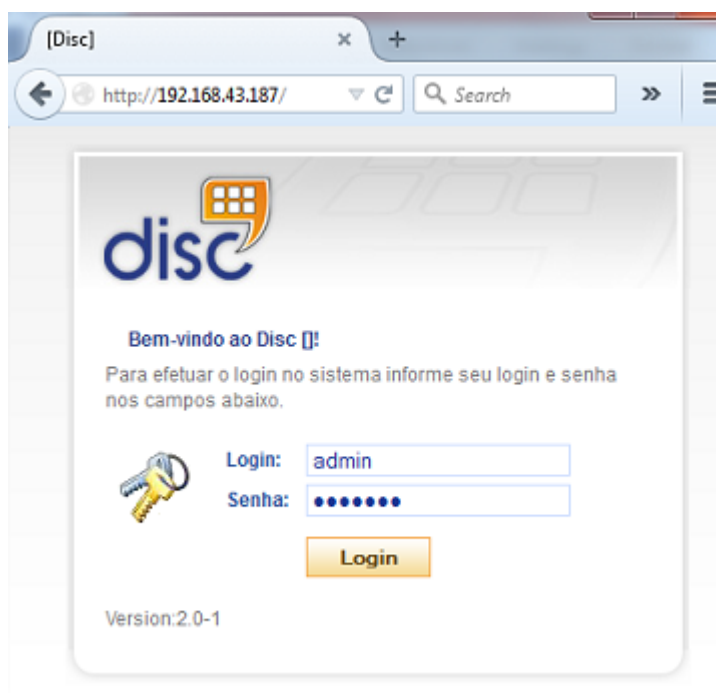 [Disc]
http://192.168.43.187/
Search
disc
Bem-vindo ao Disc []!
Para efetuar o login no sistema informe seu login e senha
nos campos abaixo.
Login: admin
Senha: •••••••
Login
Version:2.0-1